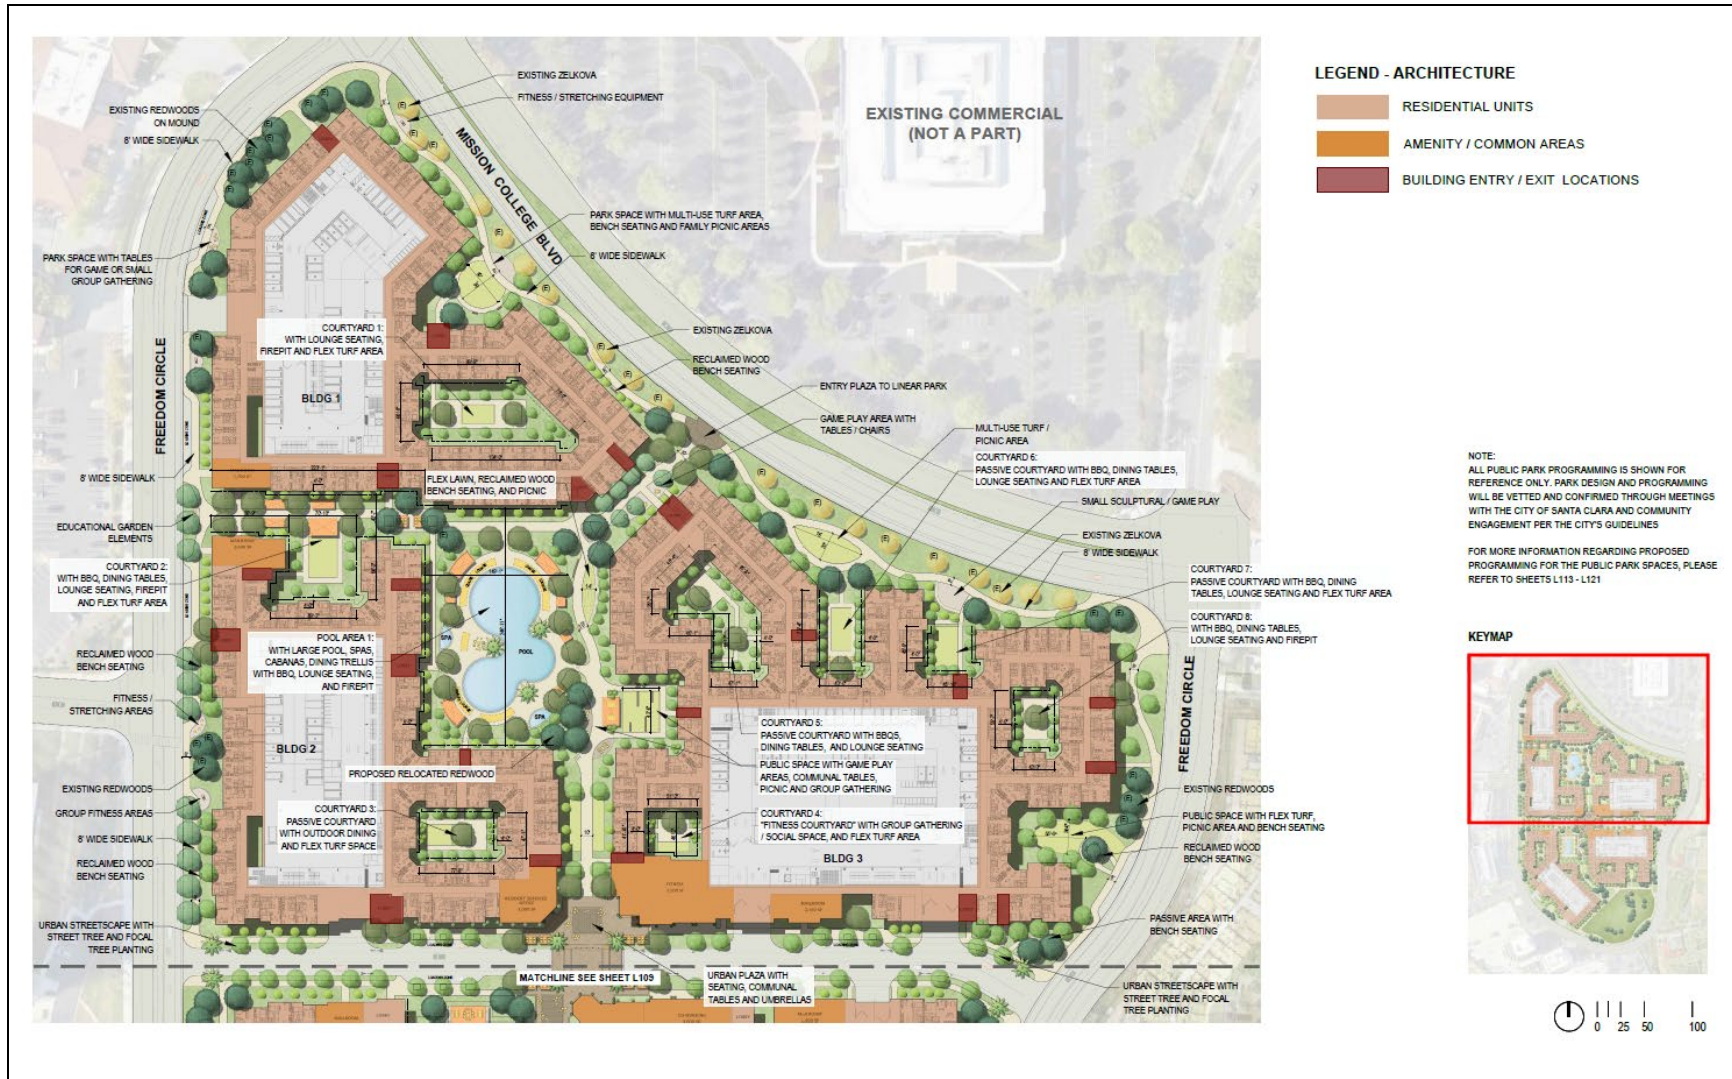 EXISTING ZELKOVA
FITNESS / STRETCHING EQUIPMENT
EXISTING REDWOODS
ON MOUND
8' WIDE SIDEWALK
MISSION COLLEGE BLVD
EXISTING COMMERCIAL
(NOT A PART)
PARK SPACE WITH MULTI-USE TURF AREA,
BENCH SEATING AND FAMILY PICNIC AREAS
8' WIDE SIDEWALK
PARK SPACE WITH TABLES
FOR GAME OR SMALL
GROUP GATHERING
FREEDOM CIRCLE
COURTYARD 1:
WITH LOUNGE SEATING,
FIREPIT AND FLEX TURF AREA
EXISTING ZELKOVA
RECLAIMED WOOD
BENCH SEATING
BLDG 1
ENTRY PLAZA TO LINEAR PARK
GAME PLAY AREA WITH
TABLES / CHAIRS
MULTI-USE TURF /
PICNIC AREA
COURTYARD 6:
PASSIVE COURTYARD WITH BBQ, DINING TABLES,
LOUNGE SEATING AND FLEX TURF AREA
SMALL SCULPTURAL / GAME PLAY
EXISTING ZELKOVA
8' WIDE SIDEWALK
8' WIDE SIDEWALK
FLEX LAWN, RECLAIMED WOOD
BENCH SEATING, AND PICNIC
EDUCATIONAL GARDEN
ELEMENTS
COURTYARD 2:
WITH BBQ, DINING TABLES,
LOUNGE SEATING, FIREPIT
AND FLEX TURF AREA
COURTYARD 7:
PASSIVE COURTYARD WITH BBQ, DINING
TABLES, LOUNGE SEATING AND FLEX TURF AREA
COURTYARD 8:
WITH BBQ, DINING TABLES,
LOUNGE SEATING AND FIREPIT
POOL AREA 1:
WITH LARGE POOL, SPAS,
CABANAS, DINING TRELLIS
WITH BBQ, LOUNGE SEATING,
AND FIREPIT
SPA
POOL
SPA
RECLAIMED WOOD
BENCH SEATING
FITNESS /
STRETCHING AREAS
BLDG 2
FREEDOM CIRCLE
COURTYARD 5:
PASSIVE COURTYARD WITH BBQS,
DINING TABLES, AND LOUNGE SEATING
PUBLIC SPACE WITH GAME PLAY
AREAS, COMMUNAL TABLES,
PICNIC AND GROUP GATHERING
PROPOSED RELOCATED REDWOOD
EXISTING REDWOODS
GROUP FITNESS AREAS
8' WIDE SIDEWALK
RECLAIMED WOOD
BENCH SEATING
COURTYARD 3:
PASSIVE COURTYARD
WITH OUTDOOR DINING
AND FLEX TURF SPACE
COURTYARD 4:
"FITNESS COURTYARD" WITH GROUP GATHERING
/ SOCIAL SPACE, AND FLEX TURF AREA
BLDG 3
EXISTING REDWOODS
PUBLIC SPACE WITH FLEX TURF,
PICNIC AREA AND BENCH SEATING
RECLAIMED WOOD
BENCH SEATING
URBAN STREETSCAPE WITH
STREET TREE AND FOCAL
TREE PLANTING
PASSIVE AREA WITH
BENCH SEATING
MATCHLINE SEE SHEET L109
URBAN PLAZA WITH
SEATING, COMMUNAL
TABLES AND UMBRELLAS
URBAN STREETSCAPE WITH
STREET TREE AND FOCAL
TREE PLANTING
LEGEND - ARCHITECTURE
RESIDENTIAL UNITS
AMENITY / COMMON AREAS
BUILDING ENTRY / EXIT LOCATIONS
NOTE:
ALL PUBLIC PARK PROGRAMMING IS SHOWN FOR
REFERENCE ONLY. PARK DESIGN AND PROGRAMMING
WILL BE VETTED AND CONFIRMED THROUGH MEETINGS
WITH THE CITY OF SANTA CLARA AND COMMUNITY
ENGAGEMENT PER THE CITY'S GUIDELINES
FOR MORE INFORMATION REGARDING PROPOSED
PROGRAMMING FOR THE PUBLIC PARK SPACES, PLEASE
REFER TO SHEETS L113 - L121
KEYMAP
0 25 50 100